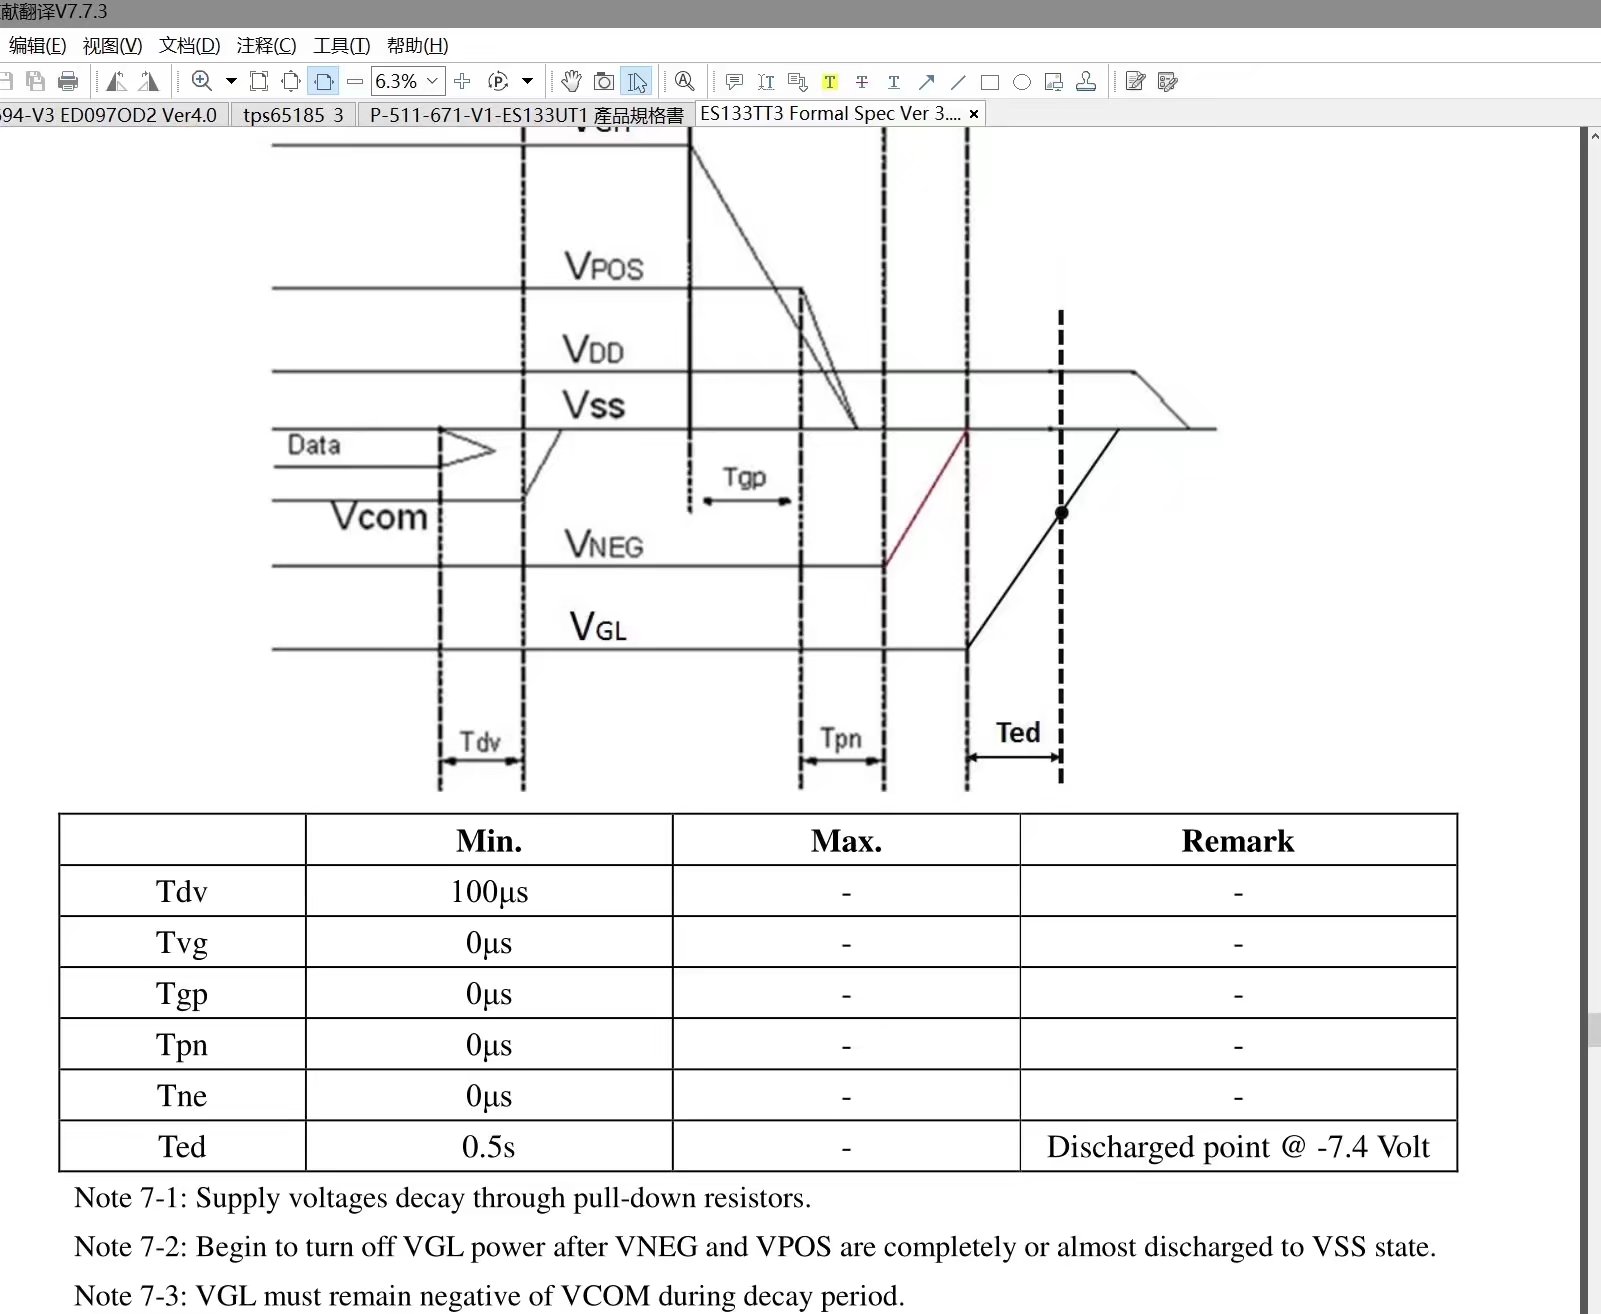 献翻译V7.7.3
编辑(E) 视图(V) 文档(D) 注释(C) 工具(T) 帮助(H)
6.3%
94-V3 ED097OD2 Ver4.0 tps65185 3 P-511-671-V1-ES133UT1 產品規格書 ES133TT3 Formal Spec Ver 3.... ×
VPOS
VDD
Vss
Data
Tgp
Vcom
VNEG
VGL
Ted
Tdv
Tpn
Min. Max. Remark
Tdv 100μs - -
Tvg 0μs - -
Tgp 0μs - -
Tpn 0μs - -
Tne 0μs - -
Ted 0.5s - Discharged point @ -7.4 Volt
Note 7-1: Supply voltages decay through pull-down resistors.
Note 7-2: Begin to turn off VGL power after VNEG and VPOS are completely or almost discharged to VSS state.
Note 7-3: VGL must remain negative of VCOM during decay period.